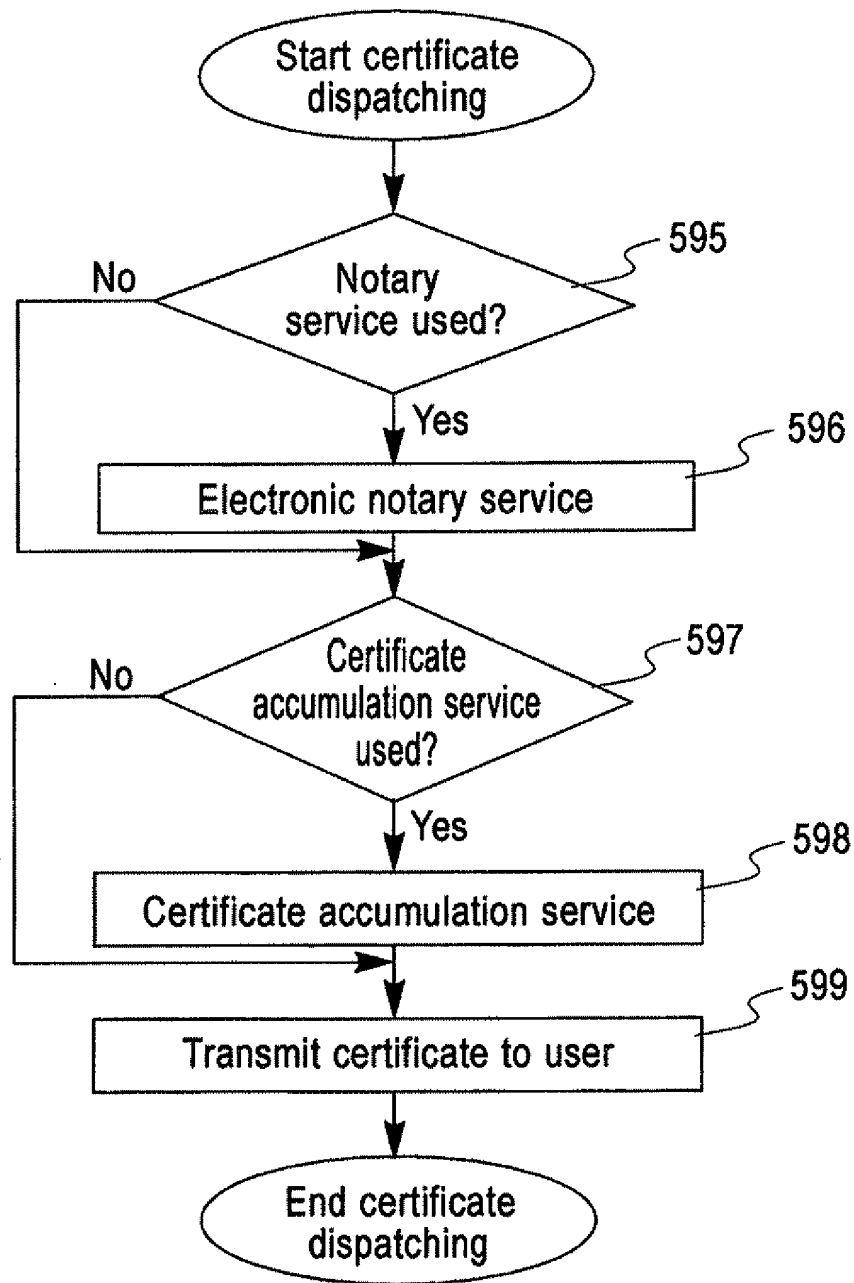 Start certificate
dispatching
595
No
Notary
service used?
Yes
596
Electronic notary service
597
No
Certificate
accumulation service
used?
Yes
598
Certificate accumulation service
599
Transmit certificate to user
End certificate
dispatching